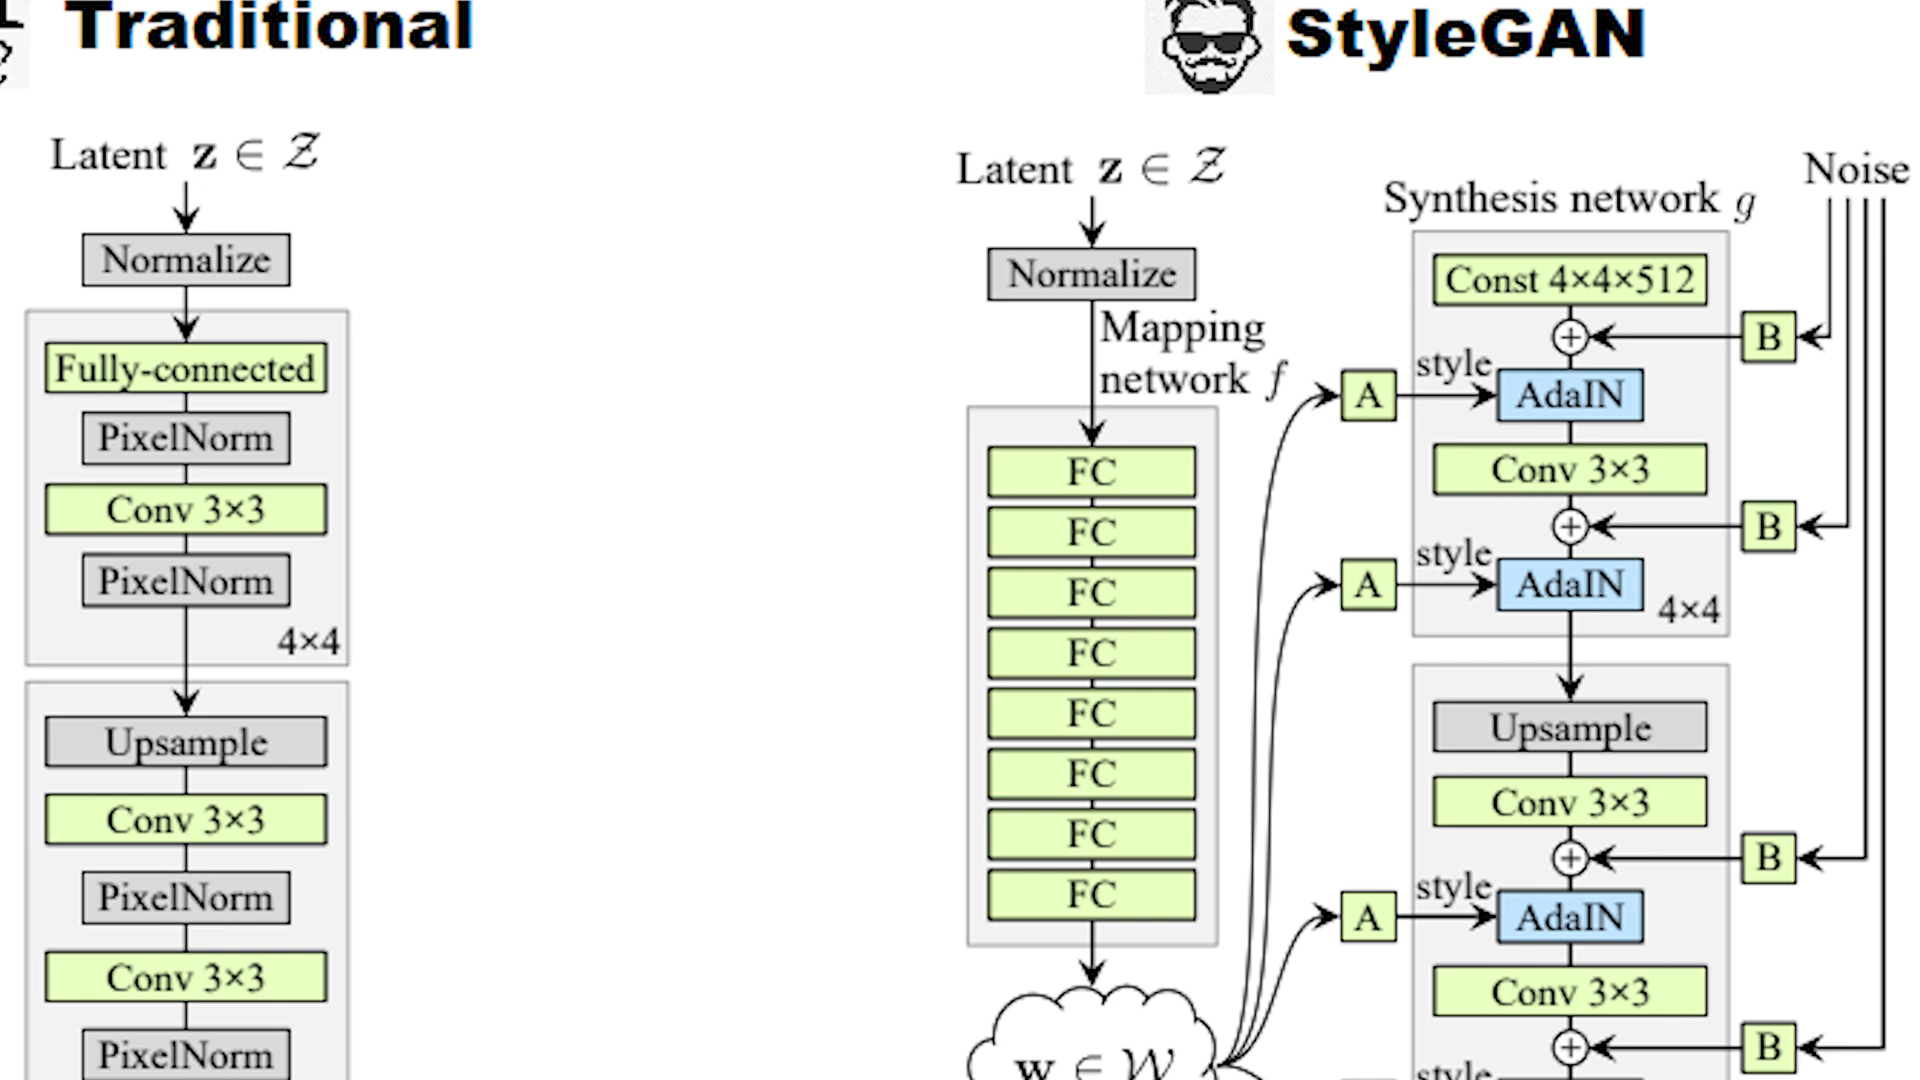 Traditional
Latent z ∈ 𝒵
Normalize
Fully-connected
PixelNorm
Conv 3×3
PixelNorm
4×4
Upsample
Conv 3×3
PixelNorm
Conv 3×3
PixelNorm
StyleGAN
Latent z ∈ 𝒵
Normalize
Mapping
network f
FC
FC
FC
FC
FC
FC
FC
FC
w ∈ 𝒲
Synthesis network g
Noise
Const 4×4×512
B
A
style
AdaIN
Conv 3×3
B
A
style
AdaIN
4×4
Upsample
Conv 3×3
B
A
style
AdaIN
Conv 3×3
B
style